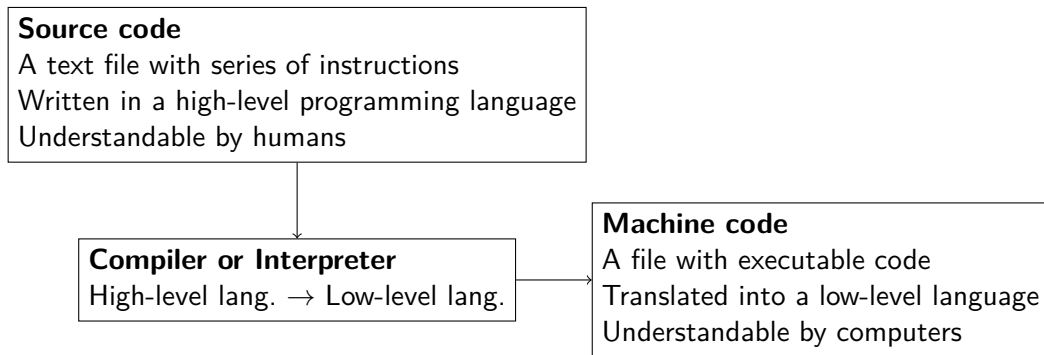 Source code
A text file with series of instructions
Written in a high-level programming language
Understandable by humans
Compiler or Interpreter
High-level lang. → Low-level lang.
Machine code
A file with executable code
Translated into a low-level language
Understandable by computers